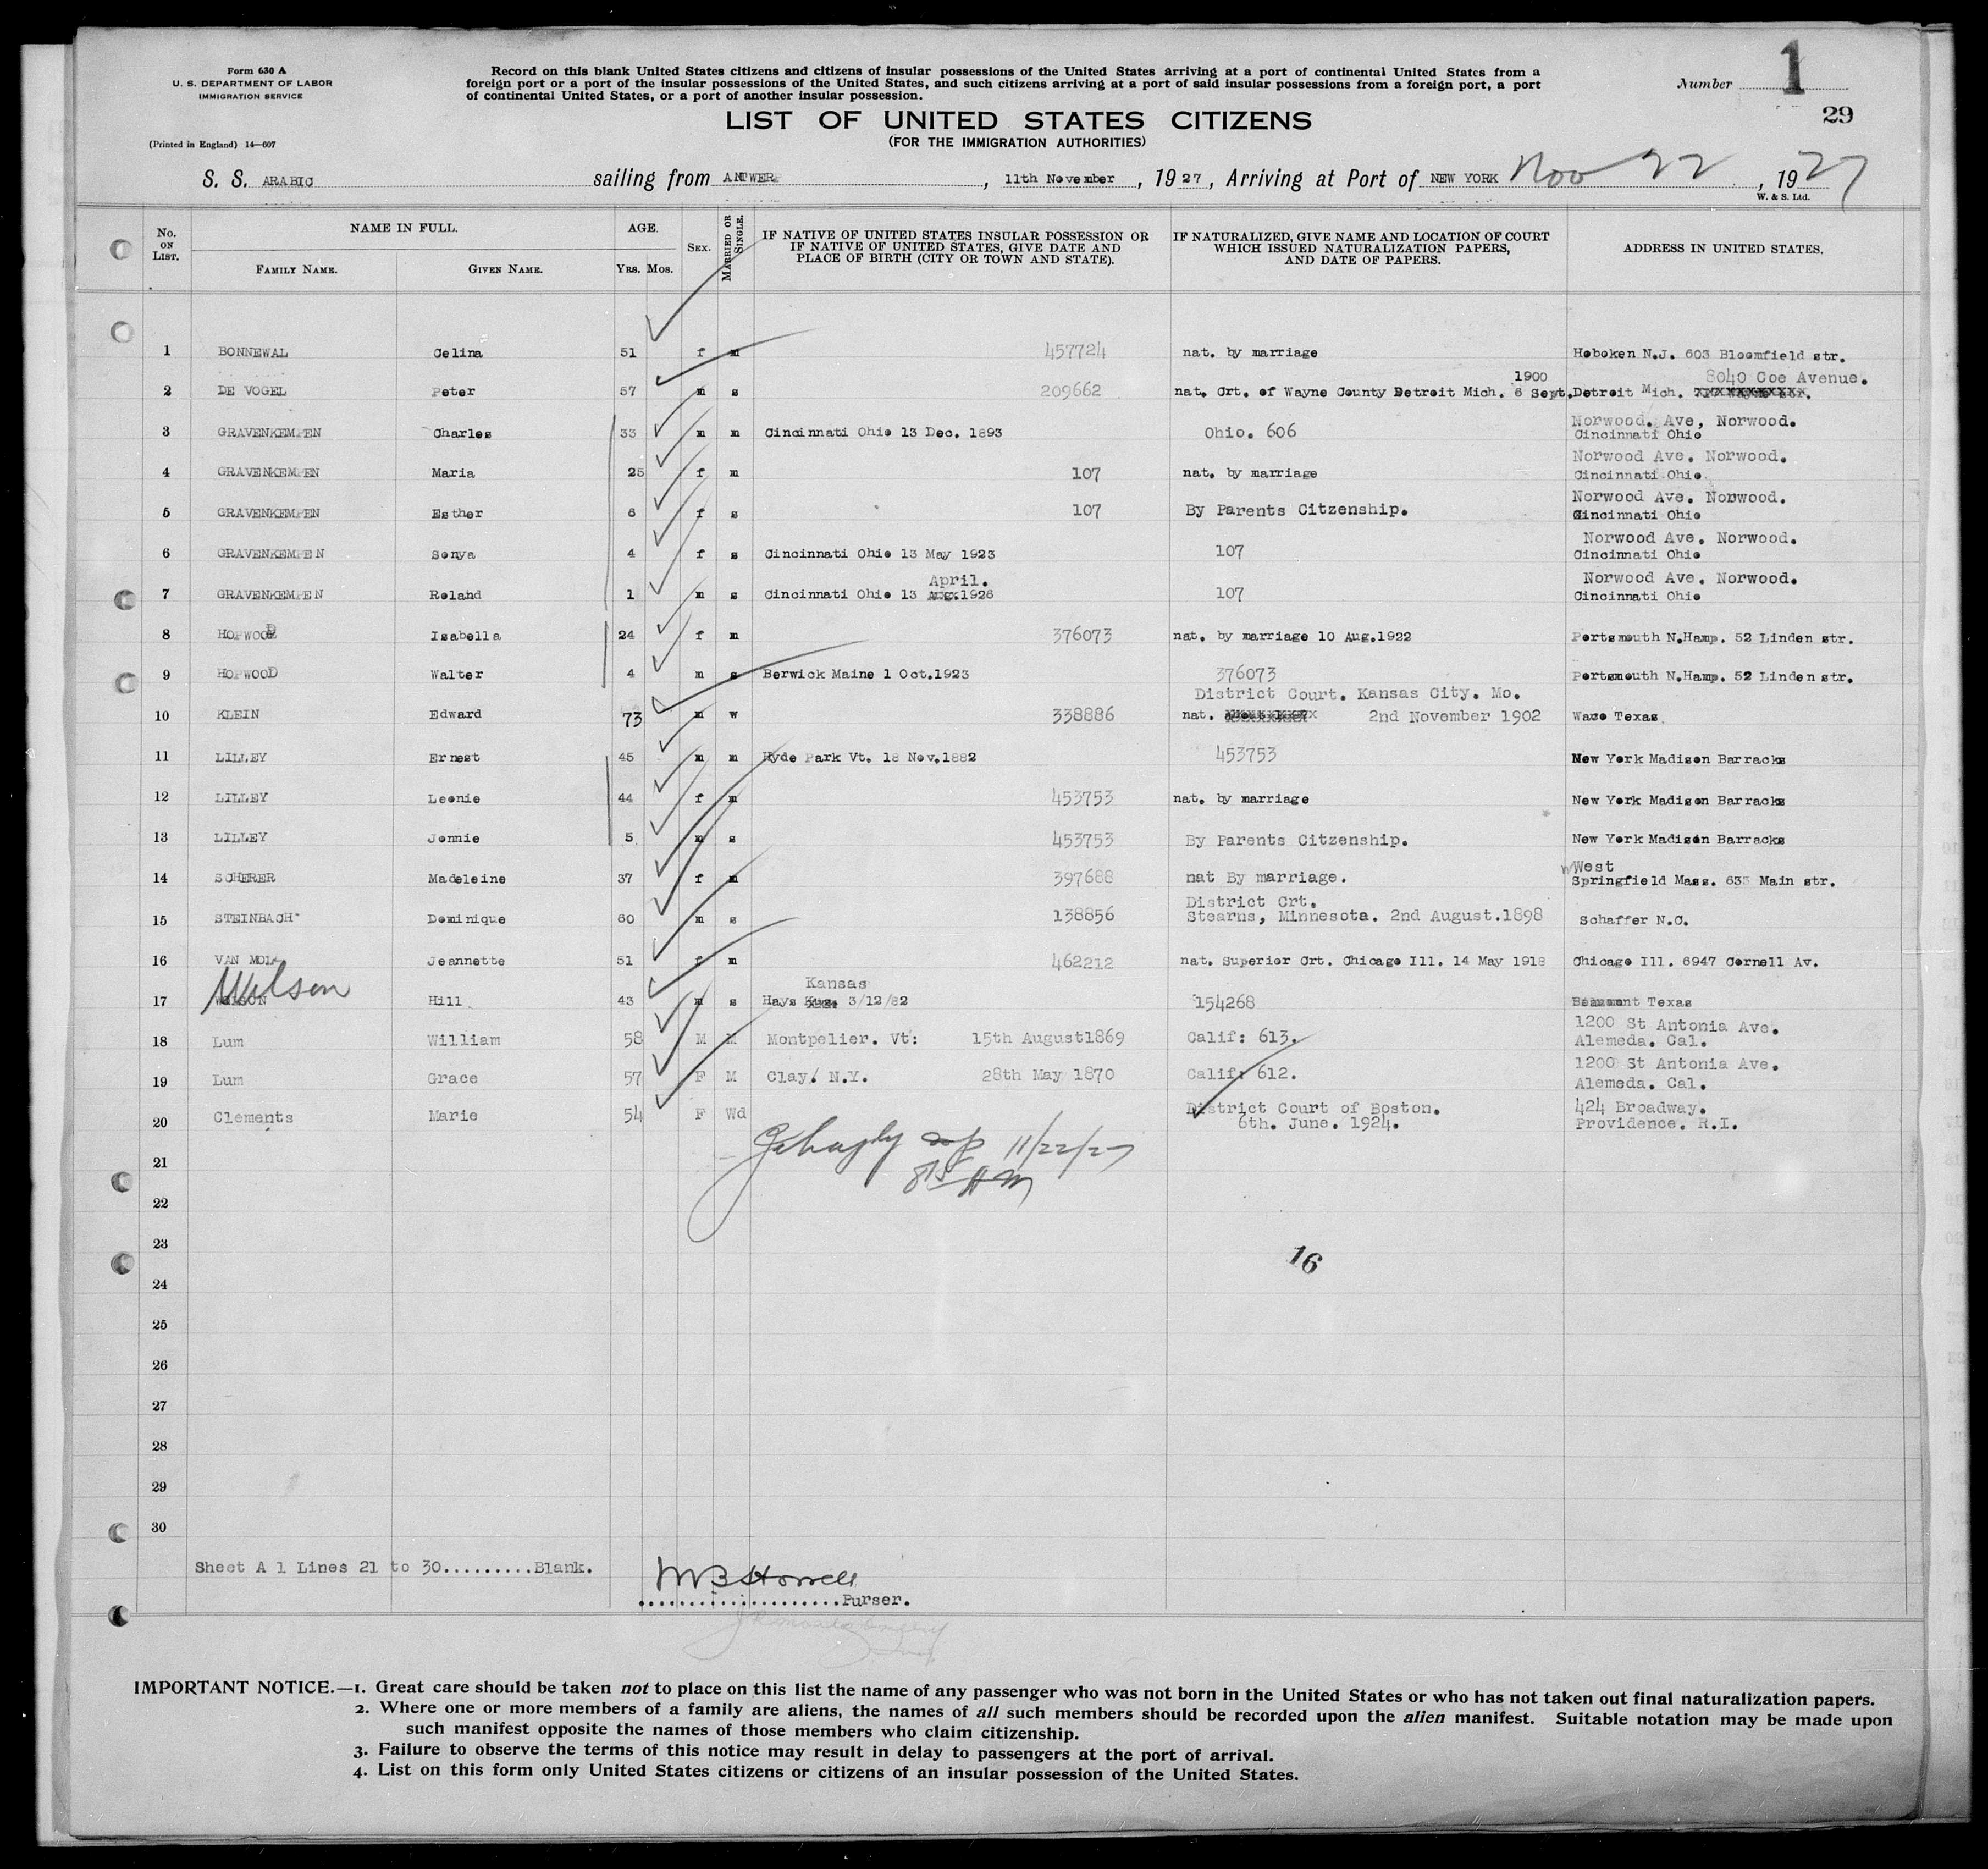 Form 630 A
U. S. DEPARTMENT OF LABOR
IMMIGRATION SERVICE
(Printed in England) 14—607
Record on this blank United States citizens and citizens of insular possessions of the United States arriving at a port of continental United States from a
foreign port or a port of the insular possessions of the United States, and such citizens arriving at a port of said insular possessions from a foreign port, a port
of continental United States, or a port of another insular possession.
Number 1
29
LIST OF UNITED STATES CITIZENS
(FOR THE IMMIGRATION AUTHORITIES)
S. S. ARABIC sailing from ANTWER , 11th November , 19 27 , Arriving at Port of NEW YORK Nov 22 , 19 27
W. & S. Ltd.
No. ON LIST. NAME IN FULL. AGE. SEX. MARRIED OR SINGLE. IF NATIVE OF UNITED STATES INSULAR POSSESSION OR IF NATIVE OF UNITED STATES, GIVE DATE AND PLACE OF BIRTH (CITY OR TOWN AND STATE). IF NATURALIZED, GIVE NAME AND LOCATION OF COURT WHICH ISSUED NATURALIZATION PAPERS, AND DATE OF PAPERS. ADDRESS IN UNITED STATES.
FAMILY NAME. GIVEN NAME. YRS. MOS.
1 BONNEWAL Celina 51 f m 457724 nat. by marriage Hoboken N.J. 603 Bloomfield str.
1900 8040 Coe Avenue.
2 DE VOGEL Peter 57 m s 209662 nat. Crt. of Wayne County Detroit Mich. 6 Sept. Detroit Mich.
Norwood. Ave, Norwood.
3 GRAVENKEMPEN Charles 33 m m Cincinnati Ohio 13 Dec. 1893 Ohio. 606 Cincinnati Ohio
Norwood Ave. Norwood.
4 GRAVENKEMPEN Maria 25 f m 107 nat. by marriage Cincinnati Ohio
Norwood Ave. Norwood.
5 GRAVENKEMPEN Esther 6 f s 107 By Parents Citzenship. Cincinnati Ohio
Norwood Ave. Norwood.
6 GRAVENKEMPEN Sonya 4 f s Cincinnati Ohio 13 May 1923 107 Cincinnati Ohio
April. Norwood Ave. Norwood.
7 GRAVENKEMPEN Roland 1 m s Cincinnati Ohio 13 Aug. 1926 107 Cincinnati Ohio
8 HOPWOOD Isabella 24 f m 376073 nat. by marriage 10 Aug.1922 Portsmouth N.Hamp. 52 Linden str.
9 HOPWOOD Walter 4 m s Berwick Maine 1 Oct.1923 376073 Portsmouth N.Hamp. 52 Linden str.
District Court. Kansas City. Mo.
10 KLEIN Edward 73 m w 338886 nat. 2nd November 1902 Waco Texas
11 LILLEY Ernest 45 m m Hyde Park Vt. 18 Nov.1882 453753 New York Madison Barracks
12 LILLEY Leonie 44 f m 453753 nat. by marriage New York Madison Barracks
13 LILLEY Jennie 5 m s 453753 By Parents Citzenship. New York Madison Barracks
West
14 SCHERER Madeleine 37 f m 397688 nat By marriage. Springfield Mass. 633 Main str.
District Crt.
15 STEINBACH Dominique 60 m s 138856 Stearns, Minnesota. 2nd August.1898 Schaffer N.C.
16 VAN MOL Jeannette 51 f m 462212 nat. Superior Crt. Chicago Ill. 14 May 1918 Chicago Ill. 6947 Cornell Av.
Wilson Kansas
17 WILSON Hill 43 m s Hays 3/12/82 154268 Beaumont Texas
1200 St Antonia Ave.
18 Lum William 58 M M Montpelier. Vt: 15th August1869 Calif: 613. Alemeda. Cal.
1200 St Antonia Ave.
19 Lum Grace 57 F M Clay/ N.Y. 28th May 1870 Calif: 612. Alemeda. Cal.
District Court of Boston. 424 Broadway.
20 Clements Marie 54 F Wd 6th. June. 1924. Providence. R.I.
11/22/27
21
815 AM
22
23
16
24
25
26
27
28
29
30
Sheet A 1 Lines 21 to 30.........Blank.
....................Purser.
IMPORTANT NOTICE.—1. Great care should be taken not to place on this list the name of any passenger who was not born in the United States or who has not taken out final naturalization papers.
2. Where one or more members of a family are aliens, the names of all such members should be recorded upon the alien manifest. Suitable notation may be made upon
such manifest opposite the names of those members who claim citizenship.
3. Failure to observe the terms of this notice may result in delay to passengers at the port of arrival.
4. List on this form only United States citizens or citizens of an insular possession of the United States.